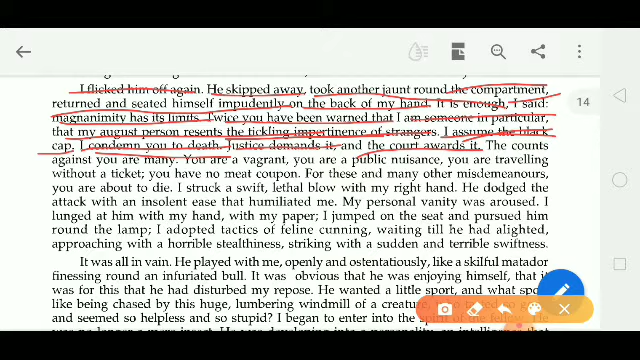 I flicked him off again. He skipped away, took another jaunt round the compartment,
returned and seated himself impudently on the back of my hand. It is enough, I said:
magnanimity has its limits. Twice you have been warned that I am someone in particular,
that my august person resents the tickling impertinence of strangers. I assume the black
cap. I condemn you to death. Justice demands it, and the court awards it. The counts
against you are many. You are a vagrant, you are a public nuisance, you are travelling
without a ticket; you have no meat coupon. For these and many other misdemeanours,
you are about to die. I struck a swift, lethal blow with my right hand. He dodged the
attack with an insolent ease that humiliated me. My personal vanity was aroused. I
lunged at him with my hand, with my paper; I jumped on the seat and pursued him
round the lamp; I adopted tactics of feline cunning, waiting till he had alighted,
approaching with a horrible stealthiness, striking with a sudden and terrible swiftness.
It was all in vain. He played with me, openly and ostentatiously, like a skilful matador
finessing round an infuriated bull. It was obvious that he was enjoying himself, that it
was for this that he had disturbed my repose. He wanted a little sport, and what sport
like being chased by this huge, lumbering windmill of a creature,
and seemed so helpless and so stupid? I began to enter into the spirit of the
14